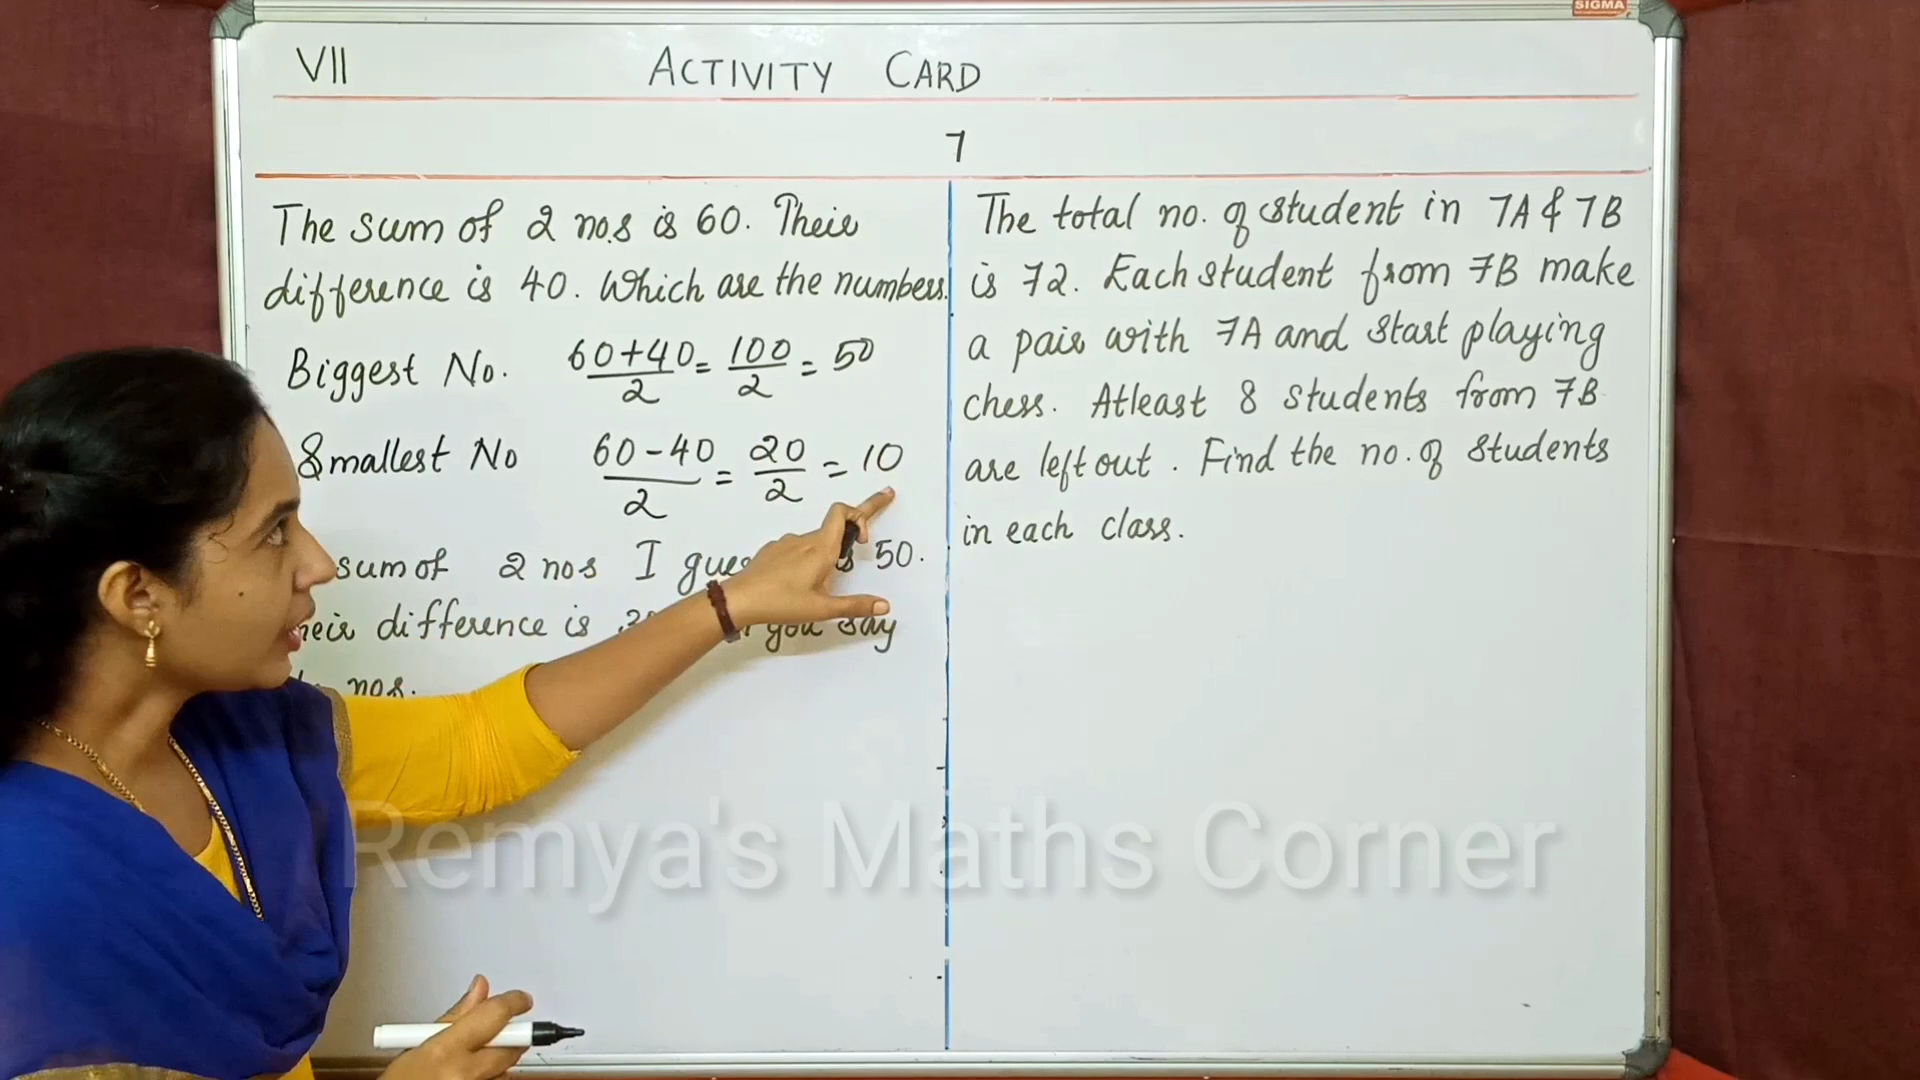 SIGMA
VII ACTIVITY CARD
7
The sum of 2 nos is 60. Their
difference is 40. Which are the numbers.
Biggest No. 60+40/2 = 100/2 = 50
Smallest No 60-40/2 = 20/2 = 10
sum of 2 nos I 50.
difference is you say
nos.
The total no. of student in 7A & 7B
is 72. Each student from 7B make
a pair with 7A and start playing
chess. Atleast 8 students from 7B
are left out. Find the no. of students
in each class.
Remya's Maths Corner